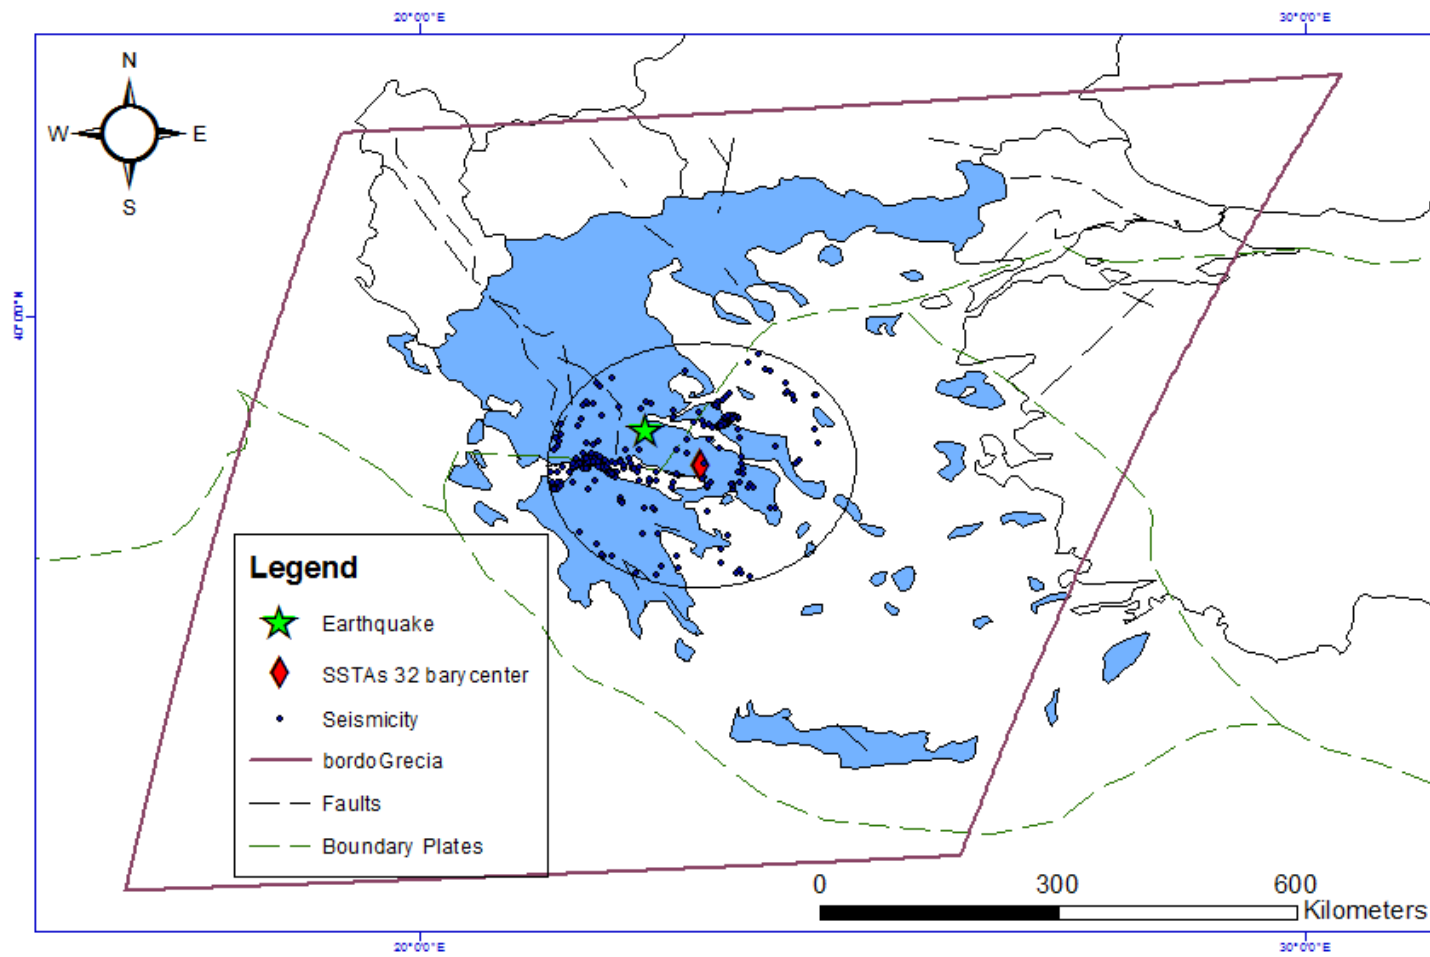 20°0'0"E 30°0'0"E
N
W E
S
40°0'0"N
Legend
Earthquake
SSTAs 32 barycenter
Seismicity
bordoGrecia
Faults
Boundary Plates
0 300 600
Kilometers
20°0'0"E 30°0'0"E